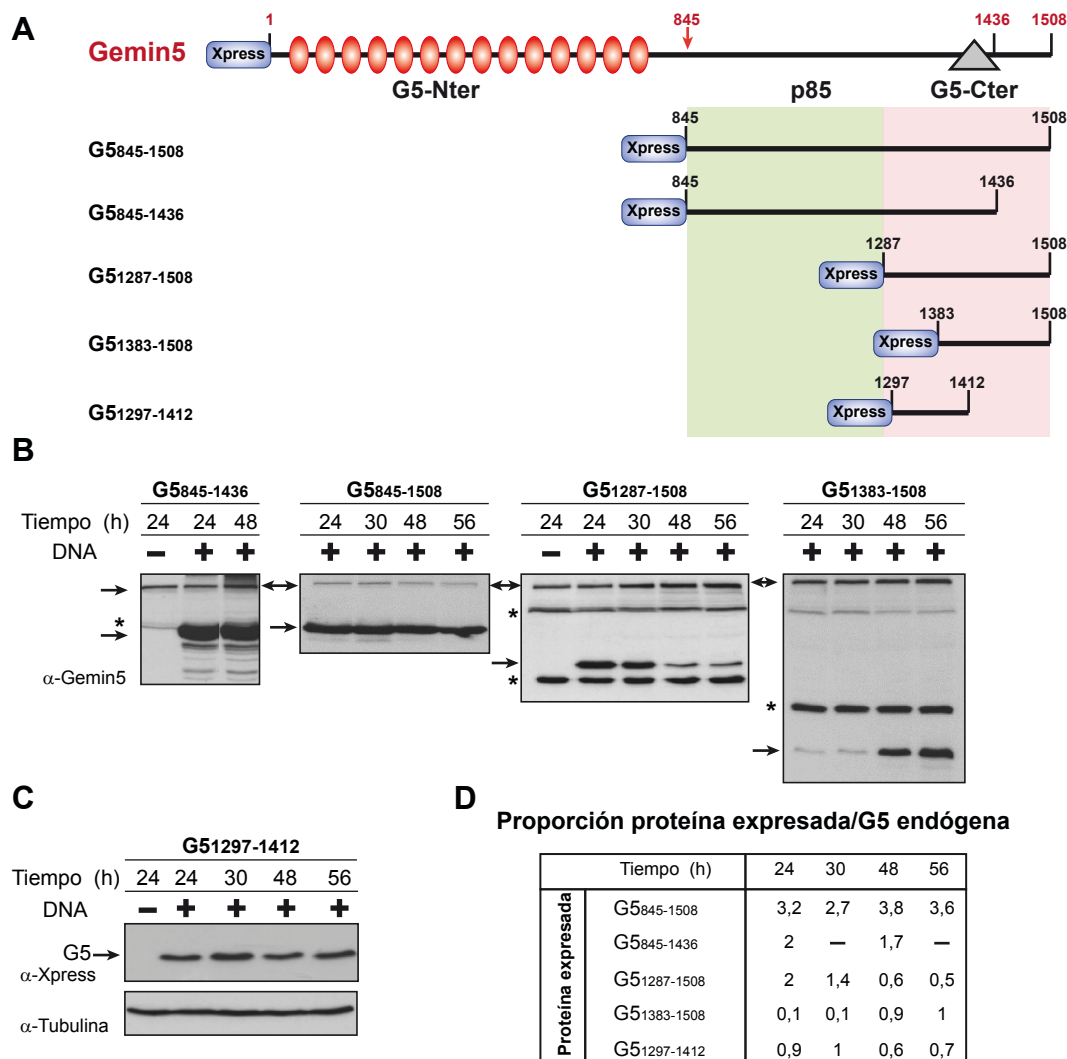 A
1 845 1436 1508
Gemin5 Xpress
G5-Nter p85 G5-Cter
845 1508
G5845-1508 Xpress
845 1436
G5845-1436 Xpress
1287 1508
G51287-1508 Xpress
1383 1508
G51383-1508 Xpress
1297 1412
G51297-1412 Xpress
B
G5845-1436 G5845-1508 G51287-1508 G51383-1508
Tiempo (h) 24 24 48 24 30 48 56 24 24 30 48 56 24 30 48 56
DNA − + + + + + + − + + + + + + + +
*
*
*
*
α-Gemin5
C
G51297-1412
Tiempo (h) 24 24 30 48 56
DNA − + + + +
G5
α-Xpress
α-Tubulina
D
Proporción proteína expresada/G5 endógena
Tiempo (h) 24 30 48 56
Proteína expresada
G5845-1508 3,2 2,7 3,8 3,6
G5845-1436 2 − 1,7 −
G51287-1508 2 1,4 0,6 0,5
G51383-1508 0,1 0,1 0,9 1
G51297-1412 0,9 1 0,6 0,7